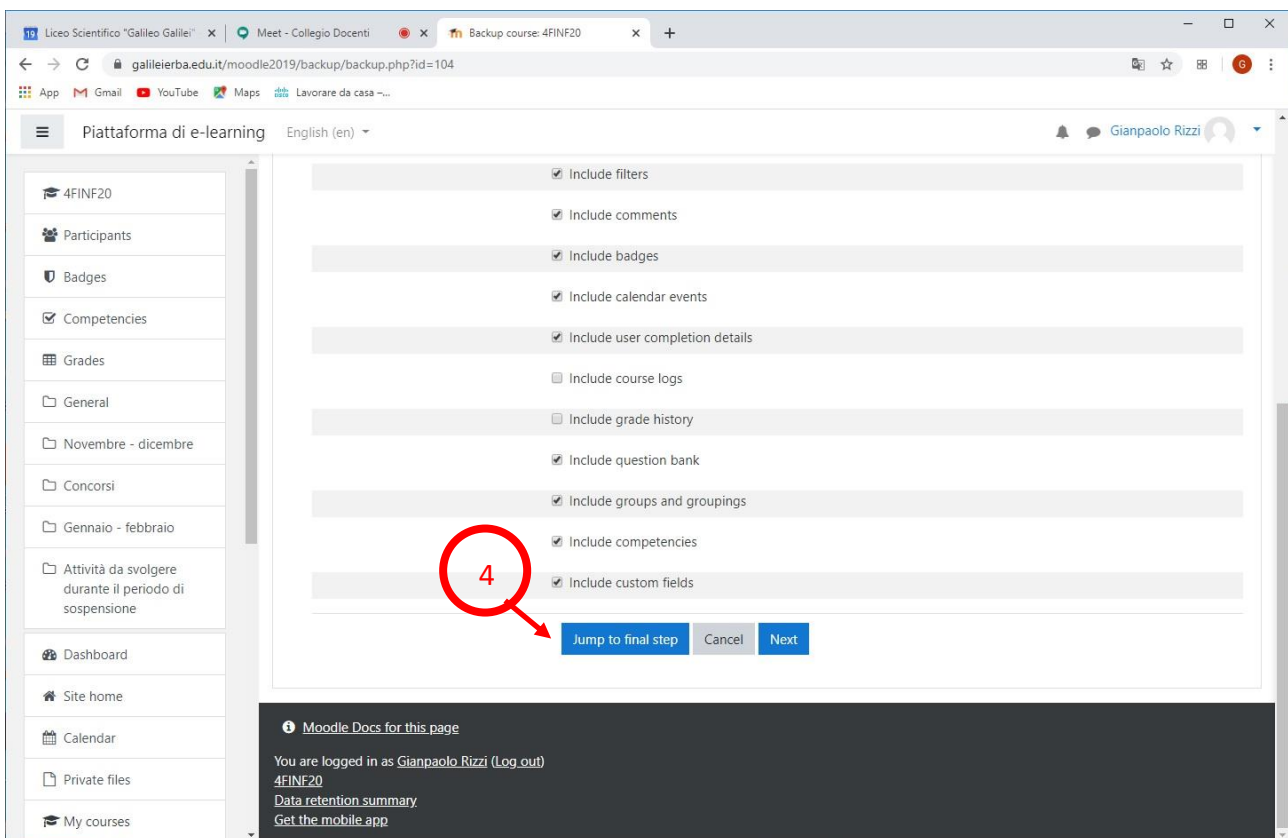 19 Liceo Scientifico "Galileo Galilei"
Meet - Collegio Docenti
Backup course: 4FINF20
galileierba.edu.it/moodle2019/backup/backup.php?id=104
G
App Gmail YouTube Maps Lavorare da casa –...
Piattaforma di e-learning English (en)
Gianpaolo Rizzi
4FINF20
Participants
Badges
Competencies
Grades
General
Novembre - dicembre
Concorsi
Gennaio - febbraio
Attività da svolgere
durante il periodo di
sospensione
Dashboard
Site home
Calendar
Private files
My courses
Include filters
Include comments
Include badges
Include calendar events
Include user completion details
Include course logs
Include grade history
Include question bank
Include groups and groupings
Include competencies
Include custom fields
4
Jump to final step Cancel Next
Moodle Docs for this page
You are logged in as Gianpaolo Rizzi (Log out)
4FINF20
Data retention summary
Get the mobile app